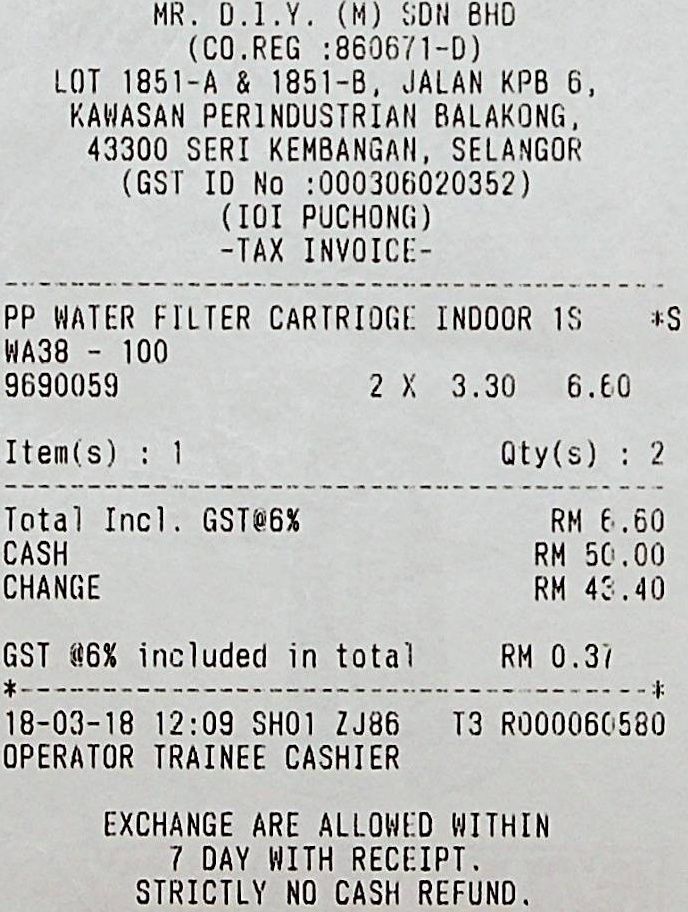 MR. D.I.Y. (M) SDN BHD
(CO.REG :860671-D)
LOT 1851-A & 1851-B, JALAN KPB 6,
KAWASAN PERINDUSTRIAN BALAKONG,
43300 SERI KEMBANGAN, SELANGOR
(GST ID No :000306020352)
(IOI PUCHONG)
-TAX INVOICE-
PP WATER FILTER CARTRIDGE INDOOR 1S *S
WA38 - 100
9690059 2 X 3.30 6.60
Item(s) : 1 Qty(s) : 2
Total Incl. GST@6% RM 6.60
CASH RM 50.00
CHANGE RM 43.40
GST @6% included in total RM 0.37
18-03-18 12:09 SH01 ZJ86 T3 R000060580
OPERATOR TRAINEE CASHIER
EXCHANGE ARE ALLOWED WITHIN
7 DAY WITH RECEIPT.
STRICTLY NO CASH REFUND.